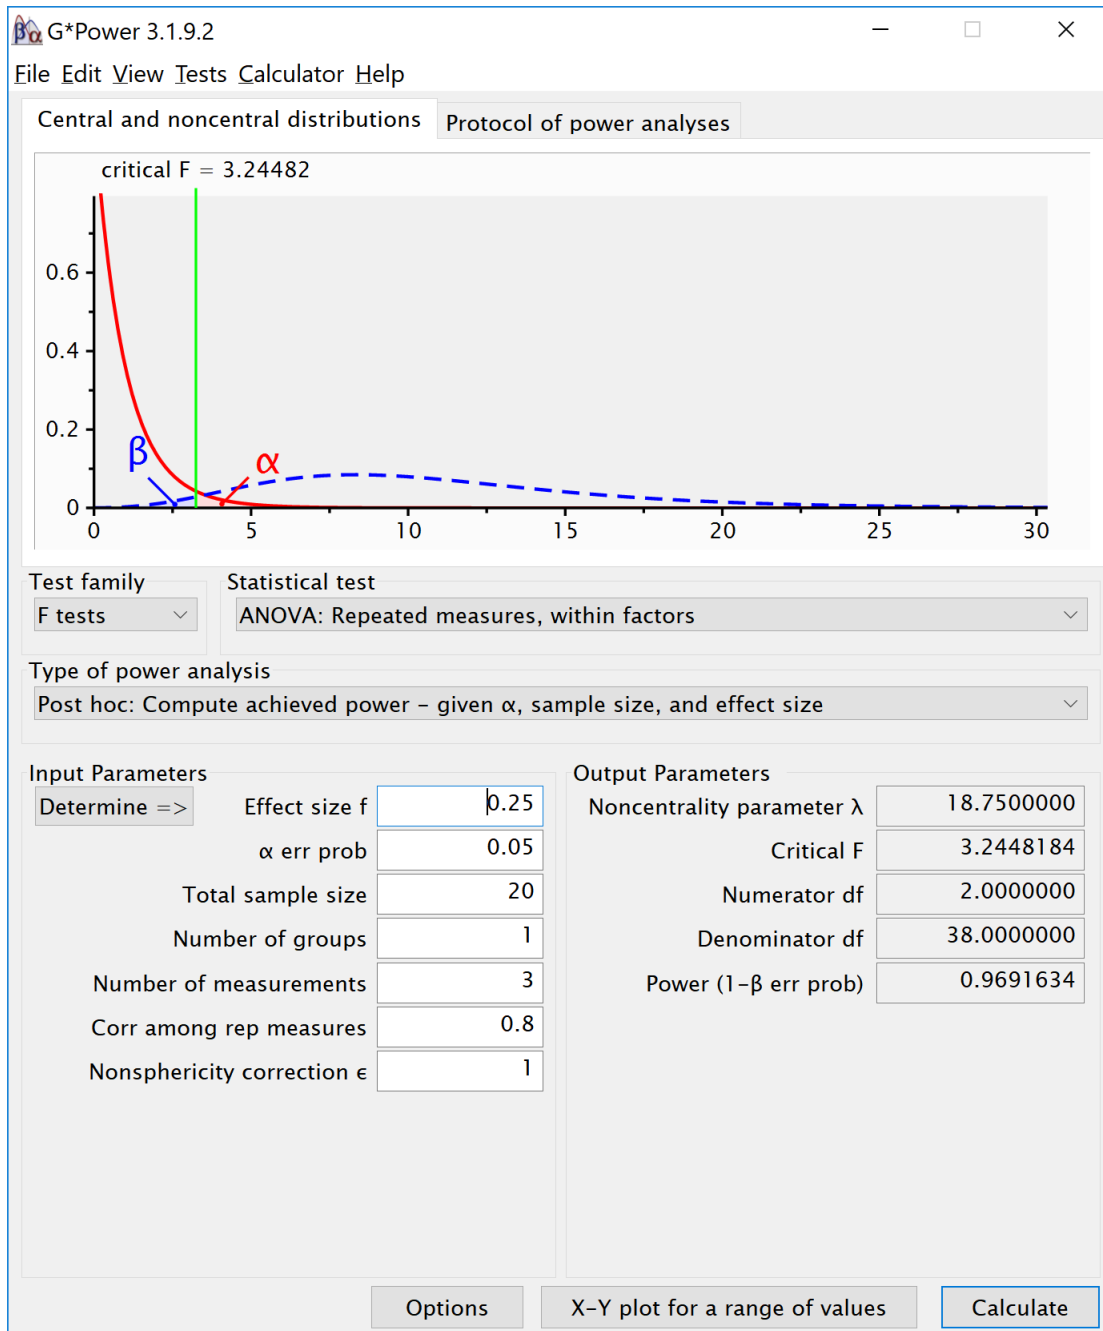 G*Power 3.1.9.2
File Edit View Tests Calculator Help
Central and noncentral distributions Protocol of power analyses
critical F = 3.24482
0.6
0.4
0.2
β
α
0
0 5 10 15 20 25 30
Test family Statistical test
F tests ANOVA: Repeated measures, within factors
Type of power analysis
Post hoc: Compute achieved power – given α, sample size, and effect size
Input Parameters
Determine => Effect size f 0.25
α err prob 0.05
Total sample size 20
Number of groups 1
Number of measurements 3
Corr among rep measures 0.8
Nonsphericity correction ϵ 1
Output Parameters
Noncentrality parameter λ 18.7500000
Critical F 3.2448184
Numerator df 2.0000000
Denominator df 38.0000000
Power (1-β err prob) 0.9691634
Options X-Y plot for a range of values Calculate